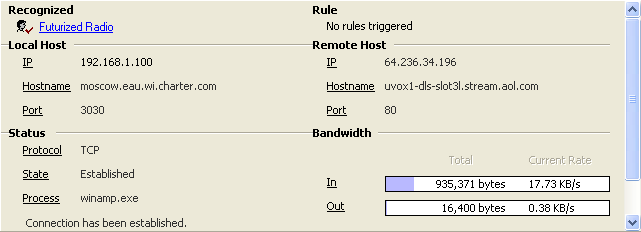 Recognized
Futurized Radio
Rule
No rules triggered
Local Host
IP 192.168.1.100
Hostname moscow.eau.wi.charter.com
Port 3030
Remote Host
IP 64.236.34.196
Hostname uvox1-dls-slot3l.stream.aol.com
Port 80
Status
Protocol TCP
State Established
Process winamp.exe
Connection has been established.
Bandwidth
Total Current Rate
In 935,371 bytes 17.73 KB/s
Out 16,400 bytes 0.38 KB/s